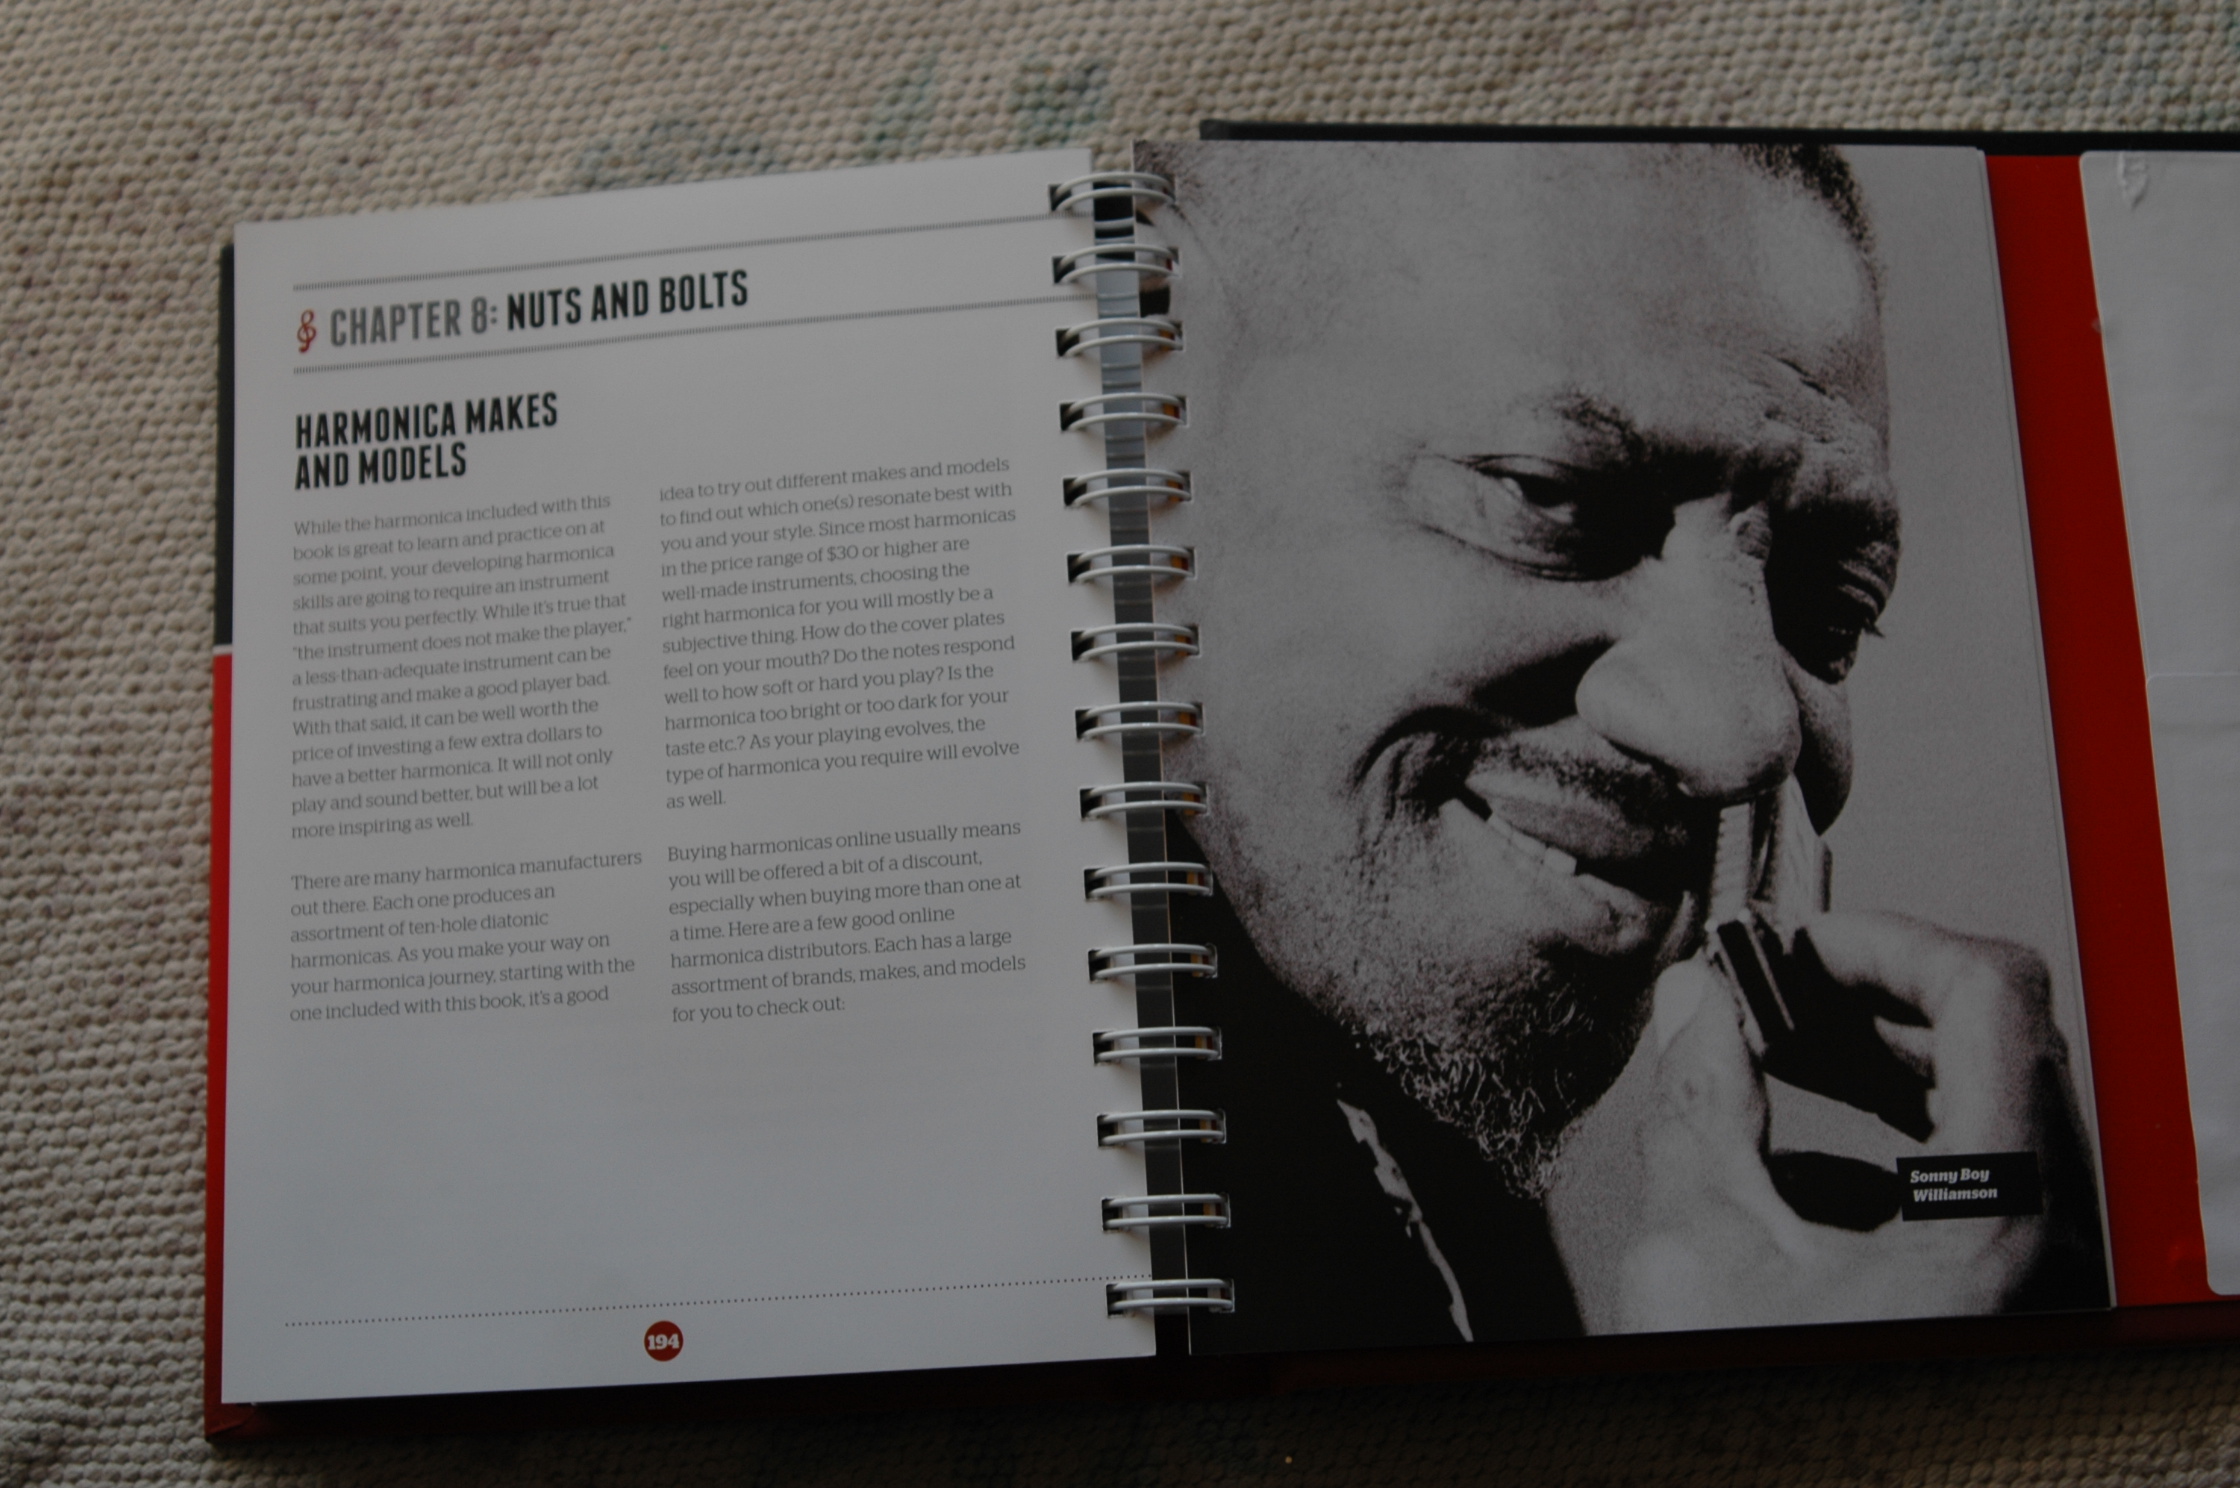 CHAPTER 8: NUTS AND BOLTS
HARMONICA MAKES
AND MODELS
While the harmonica included with this
book is great to learn and practice on at
some point, your developing harmonica
skills are going to require an instrument
that suits you perfectly. While it's true that
"the instrument does not make the player,"
a less-than-adequate instrument can be
frustrating and make a good player bad.
With that said, it can be well worth the
price of investing a few extra dollars to
have a better harmonica. It will not only
play and sound better, but will be a lot
more inspiring as well.
There are many harmonica manufacturers
out there. Each one produces an
assortment of ten-hole diatonic
harmonicas. As you make your way on
your harmonica journey, starting with the
one included with this book, it's a good
idea to try out different makes and models
to find out which one(s) resonate best with
you and your style. Since most harmonicas
in the price range of $30 or higher are
well-made instruments, choosing the
right harmonica for you will mostly be a
subjective thing. How do the cover plates
feel on your mouth? Do the notes respond
well to how soft or hard you play? Is the
harmonica too bright or too dark for your
taste etc.? As your playing evolves, the
type of harmonica you require will evolve
as well.
Buying harmonicas online usually means
you will be offered a bit of a discount,
especially when buying more than one at
a time. Here are a few good online
harmonica distributors. Each has a large
assortment of brands, makes, and models
for you to check out:
194
Sonny Boy
Williamson